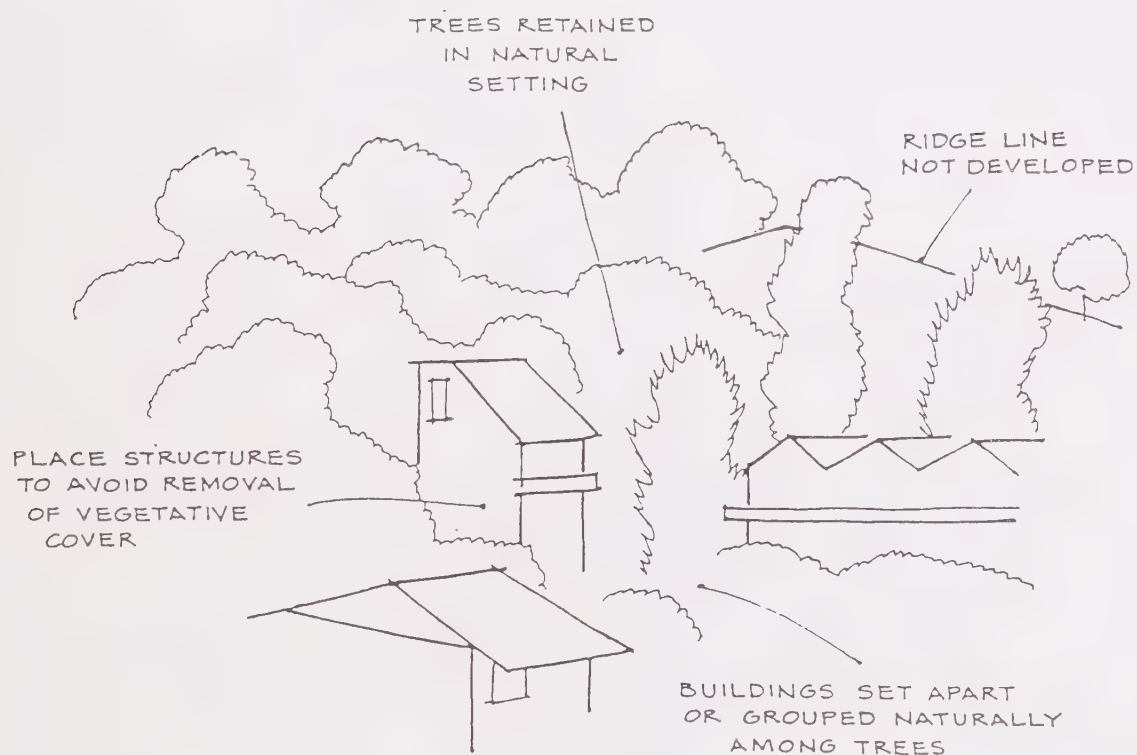 TREES RETAINED
IN NATURAL
SETTING
RIDGE LINE
NOT DEVELOPED
PLACE STRUCTURES
TO AVOID REMOVAL
OF VEGETATIVE
COVER
BUILDINGS SET APART
OR GROUPED NATURALLY
AMONG TREES